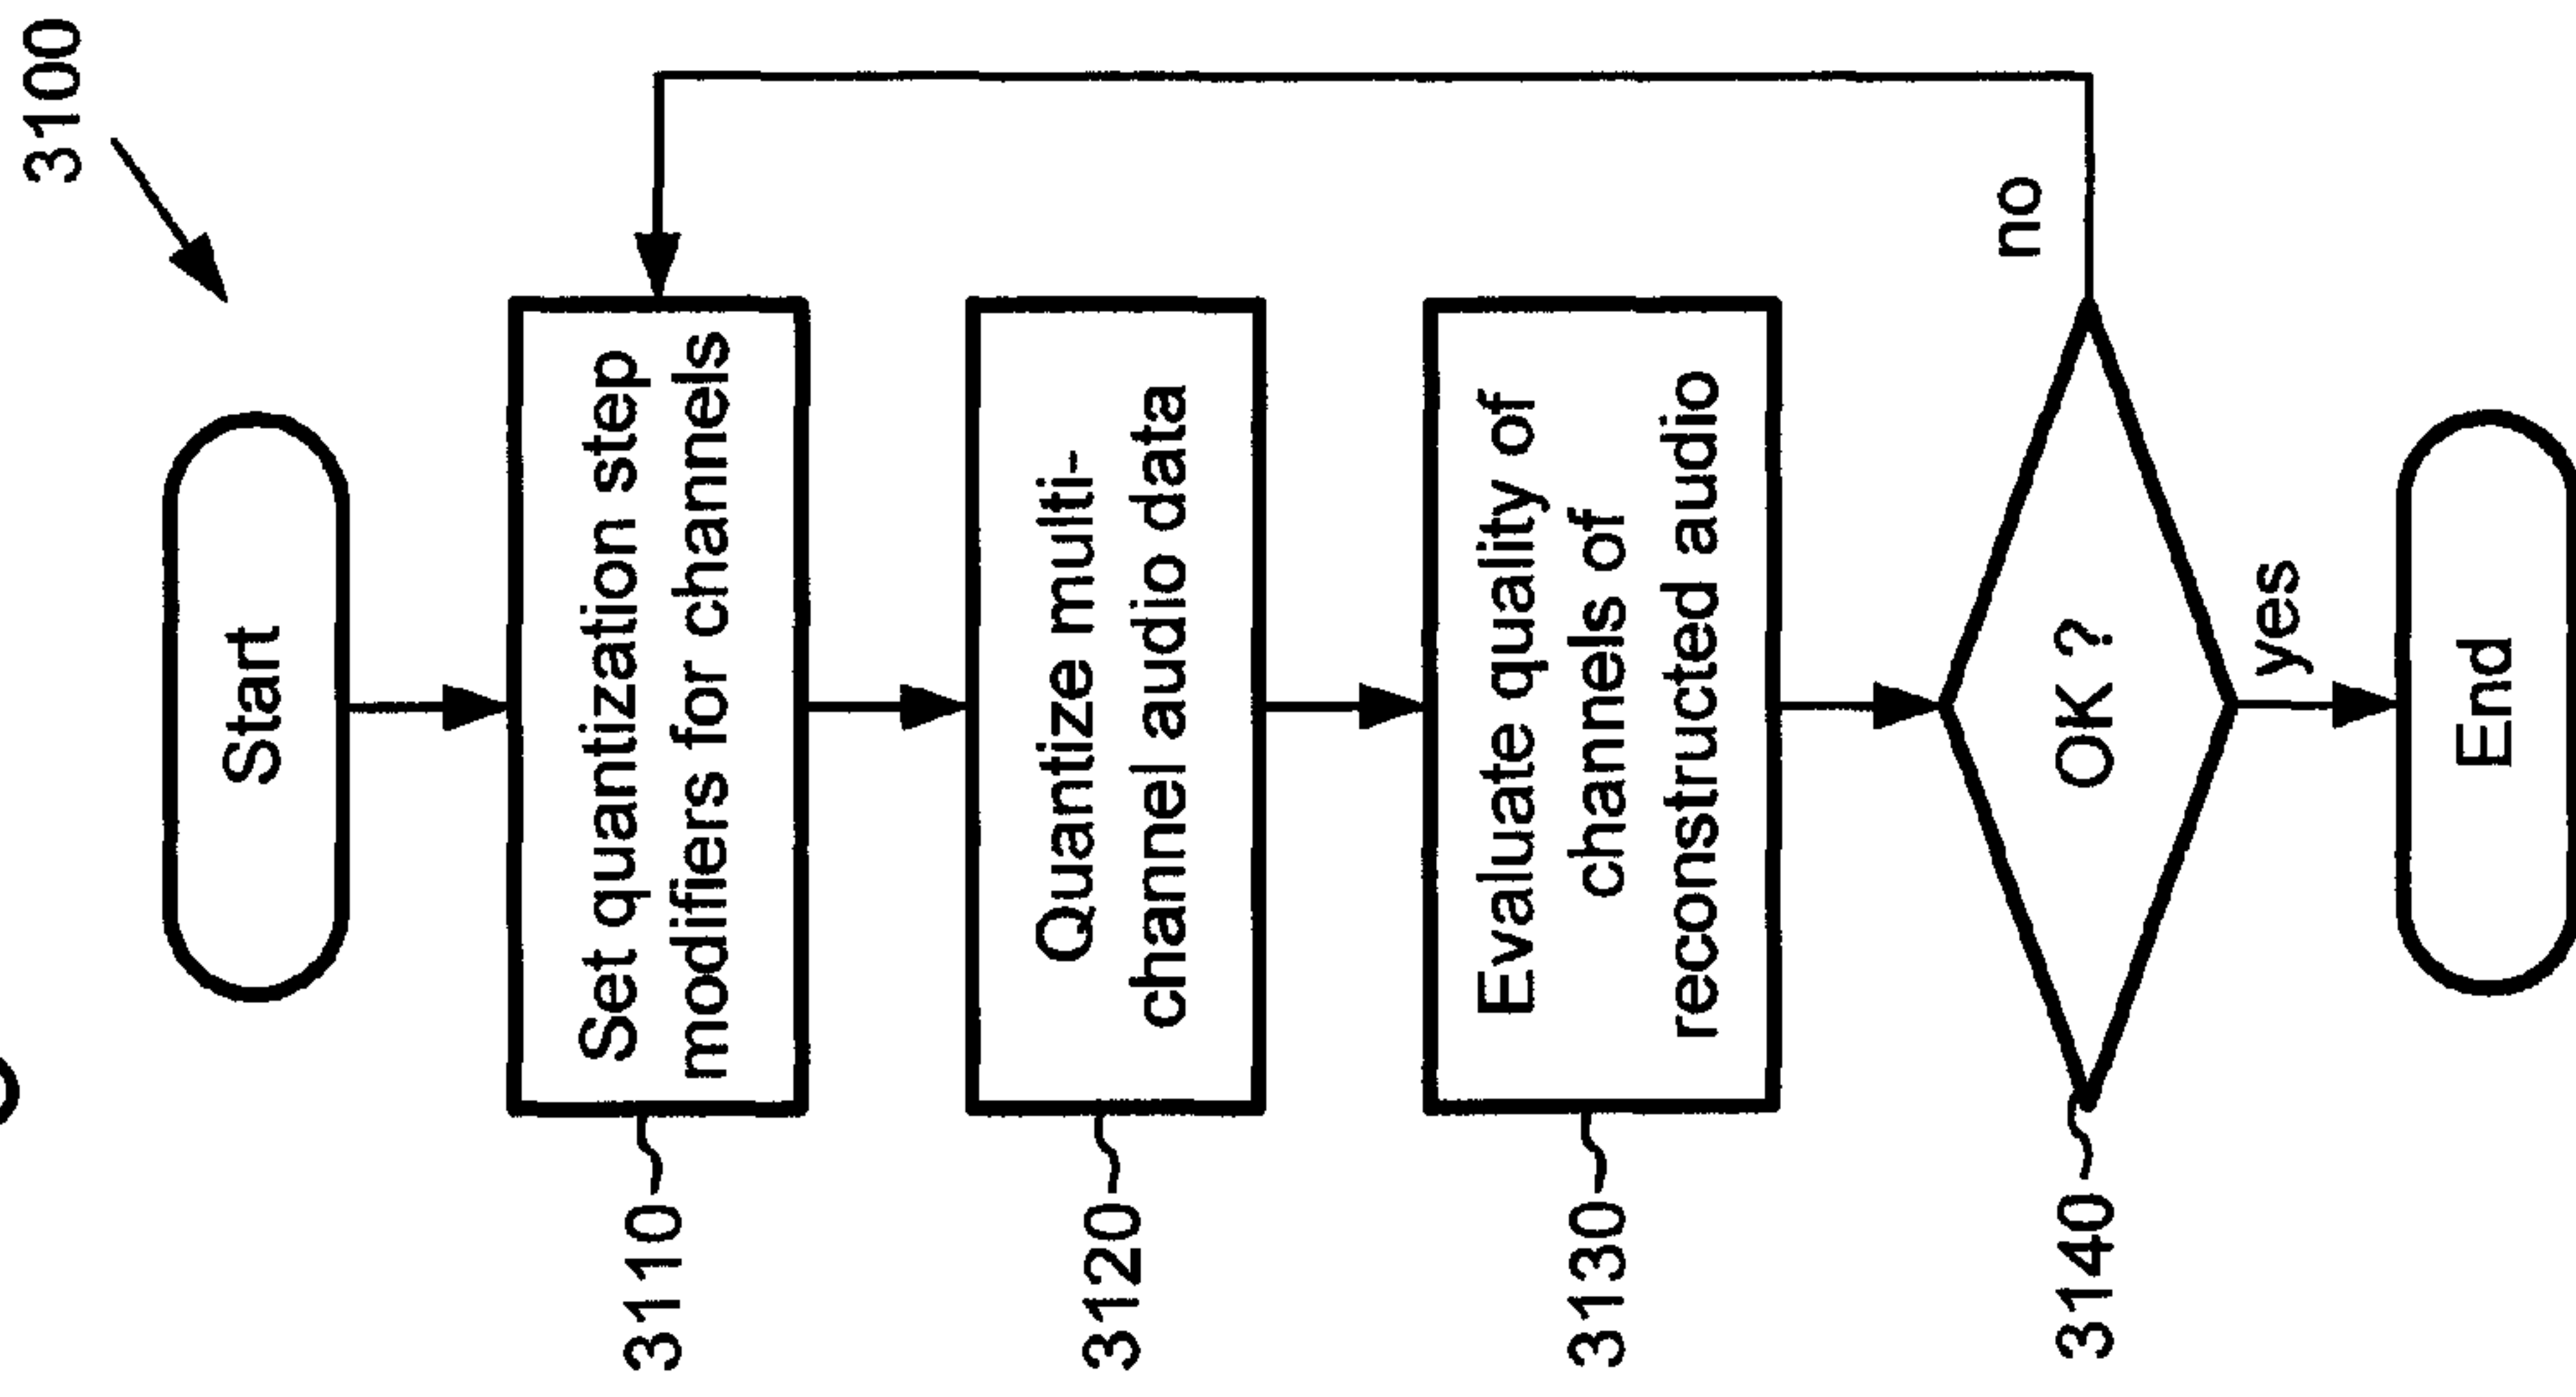 3100
Start
3110
Set quantization step
modifiers for channels
3120
Quantize multi-
channel audio data
3130
Evaluate quality of
channels of
reconstructed audio
3140
OK ?
no
yes
End